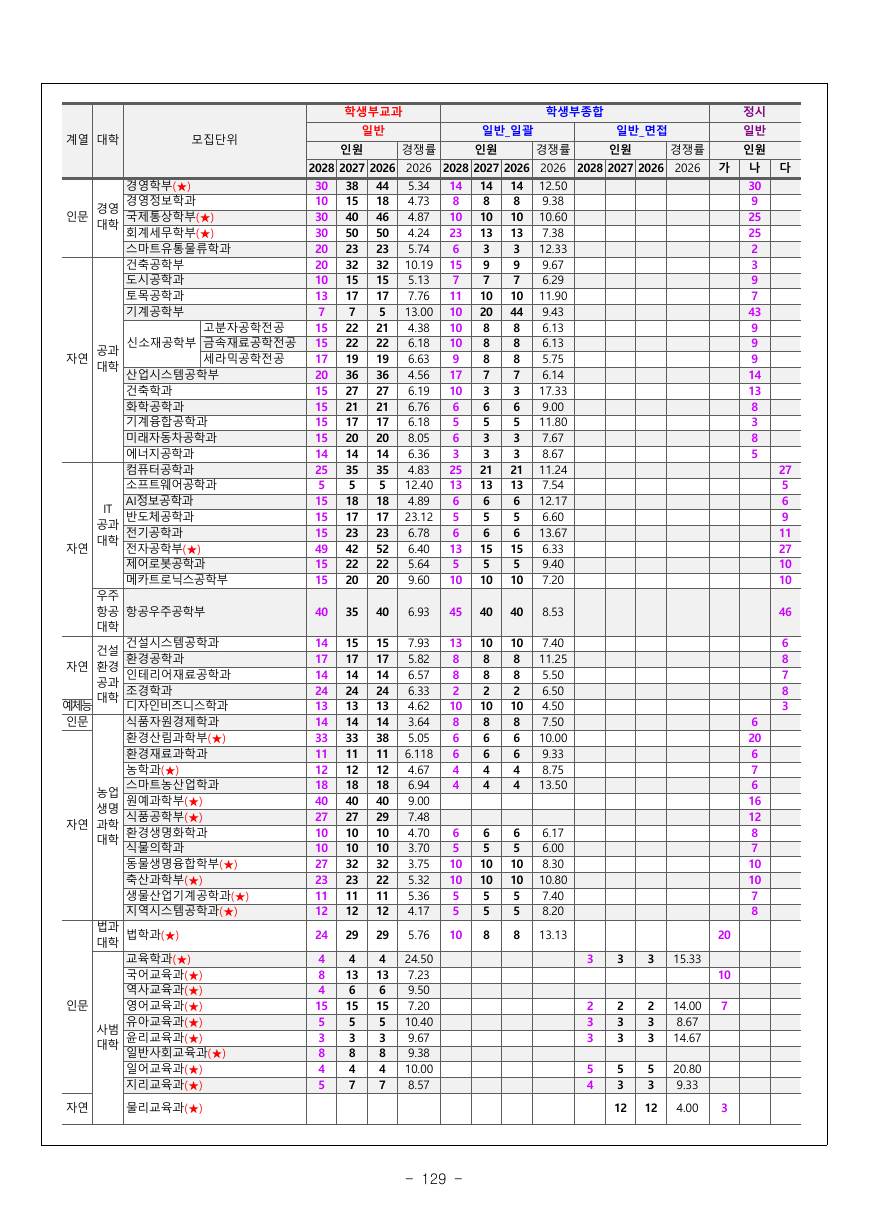 계열 대학 모집단위 학생부교과 학생부종합 정시
일반 일반_일괄 일반_면접 일반
인원 경쟁률 인원 경쟁률 인원 경쟁률 인원
2028 2027 2026 2026 2028 2027 2026 2026 2028 2027 2026 2026 가 나 다
인문 경영대학 경영학부(★) 30 38 44 5.34 14 14 14 12.50 30
경영정보학과 10 15 18 4.73 8 8 8 9.38 9
국제통상학부(★) 30 40 46 4.87 10 10 10 10.60 25
회계세무학부(★) 30 50 50 4.24 23 13 13 7.38 25
스마트유통물류학과 20 23 23 5.74 6 3 3 12.33 2
자연 공과대학 건축공학부 20 32 32 10.19 15 9 9 9.67 3
도시공학과 10 15 15 5.13 7 7 7 6.29 9
토목공학과 13 17 17 7.76 11 10 10 11.90 7
기계공학부 7 7 5 13.00 10 20 44 9.43 43
신소재공학부 고분자공학전공 15 22 21 4.38 10 8 8 6.13 9
금속재료공학전공 15 22 22 6.18 10 8 8 6.13 9
세라믹공학전공 17 19 19 6.63 9 8 8 5.75 9
산업시스템공학부 20 36 36 4.56 17 7 7 6.14 14
건축학과 15 27 27 6.19 10 3 3 17.33 13
화학공학과 15 21 21 6.76 6 6 6 9.00 8
기계융합공학과 15 17 17 6.18 5 5 5 11.80 3
미래자동차공학과 15 20 20 8.05 6 3 3 7.67 8
에너지공학과 14 14 14 6.36 3 3 3 8.67 5
자연 IT공과대학 컴퓨터공학과 25 35 35 4.83 25 21 21 11.24 27
소프트웨어공학과 5 5 5 12.40 13 13 13 7.54 5
AI정보공학과 15 18 18 4.89 6 6 6 12.17 6
반도체공학과 15 17 17 23.12 5 5 5 6.60 9
전기공학과 15 23 23 6.78 6 6 6 13.67 11
전자공학부(★) 49 42 52 6.40 13 15 15 6.33 27
제어로봇공학과 15 22 22 5.64 5 5 5 9.40 10
메카트로닉스공학부 15 20 20 9.60 10 10 10 7.20 10
우주항공대학 항공우주공학부 40 35 40 6.93 45 40 40 8.53 46
자연 건설환경공과대학 건설시스템공학과 14 15 15 7.93 13 10 10 7.40 6
환경공학과 17 17 17 5.82 8 8 8 11.25 8
인테리어재료공학과 14 14 14 6.57 8 8 8 5.50 7
조경학과 24 24 24 6.33 2 2 2 6.50 8
예체능 디자인비즈니스학과 13 13 13 4.62 10 10 10 4.50 3
인문 농업생명과학대학 식품자원경제학과 14 14 14 3.64 8 8 8 7.50 6
자연 환경산림과학부(★) 33 33 38 5.05 6 6 6 10.00 20
환경재료과학과 11 11 11 6.118 6 6 6 9.33 6
농학과(★) 12 12 12 4.67 4 4 4 8.75 7
스마트농산업학과 18 18 18 6.94 4 4 4 13.50 6
원예과학부(★) 40 40 40 9.00 16
식품공학부(★) 27 27 29 7.48 12
환경생명화학과 10 10 10 4.70 6 6 6 6.17 8
식물의학과 10 10 10 3.70 5 5 5 6.00 7
동물생명융합학부(★) 27 32 32 3.75 10 10 10 8.30 10
축산과학부(★) 23 23 22 5.32 10 10 10 10.80 10
생물산업기계공학과(★) 11 11 11 5.36 5 5 5 7.40 7
지역시스템공학과(★) 12 12 12 4.17 5 5 5 8.20 8
인문 법과대학 법학과(★) 24 29 29 5.76 10 8 8 13.13 20
사범대학 교육학과(★) 4 4 4 24.50 3 3 3 15.33
국어교육과(★) 8 13 13 7.23 10
역사교육과(★) 4 6 6 9.50
영어교육과(★) 15 15 15 7.20 2 2 2 14.00 7
유아교육과(★) 5 5 5 10.40 3 3 3 8.67
윤리교육과(★) 3 3 3 9.67 3 3 3 14.67
일반사회교육과(★) 8 8 8 9.38
일어교육과(★) 4 4 4 10.00 5 5 5 20.80
지리교육과(★) 5 7 7 8.57 4 3 3 9.33
자연 물리교육과(★) 12 12 4.00 3
- 129 -